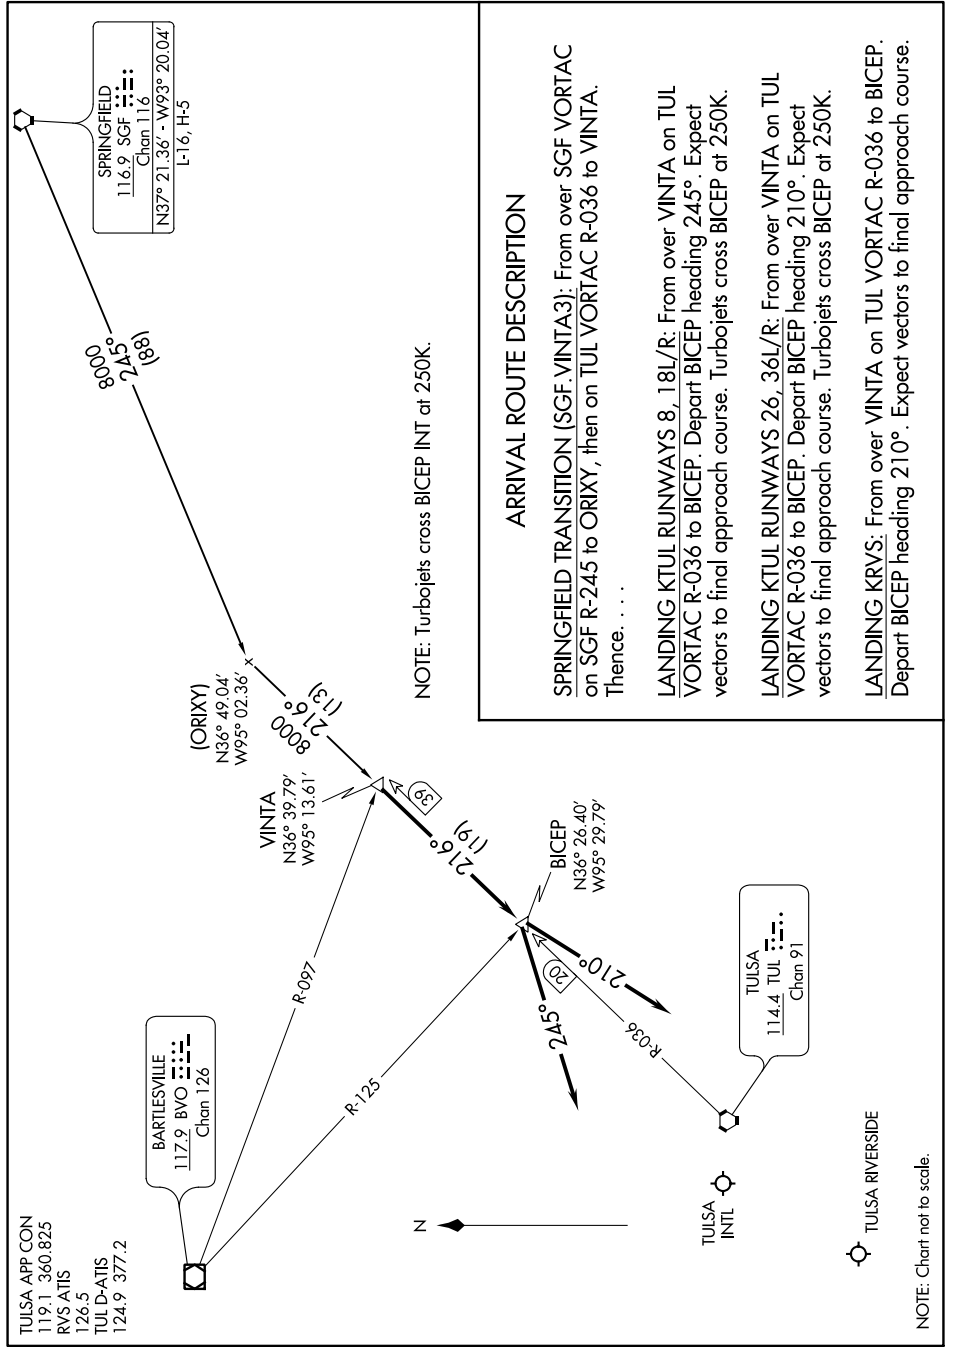 TULSA APP CON
119.1 360.825
RVS ATIS
126.5
TUL D-ATIS
124.9 377.2
BARTLESVILLE
117.9 BVO
Chan 126
R-097
R-125
N
(ORIXY)
N36° 49.04'
W95° 02.36'
VINTA
N36° 39.79'
W95° 13.61'
8000
216°
(13)
8000
245°
(88)
SPRINGFIELD
116.9 SGF
Chan 116
N37° 21.36' - W93° 20.04'
L-16, H-5
39
216°
(19)
BICEP
N36° 26.40'
W95° 29.79'
20
245°
210°
R-036
TULSA
114.4 TUL
Chan 91
TULSA
INTL
TULSA RIVERSIDE
NOTE: Turbojets cross BICEP INT at 250K.
ARRIVAL ROUTE DESCRIPTION
SPRINGFIELD TRANSITION (SGF.VINTA3): From over SGF VORTAC
on SGF R-245 to ORIXY, then on TUL VORTAC R-036 to VINTA.
Thence. . . .
LANDING KTUL RUNWAYS 8, 18L/R: From over VINTA on TUL
VORTAC R-036 to BICEP. Depart BICEP heading 245°. Expect
vectors to final approach course. Turbojets cross BICEP at 250K.
LANDING KTUL RUNWAYS 26, 36L/R: From over VINTA on TUL
VORTAC R-036 to BICEP. Depart BICEP heading 210°. Expect
vectors to final approach course. Turbojets cross BICEP at 250K.
LANDING KRVS: From over VINTA on TUL VORTAC R-036 to BICEP.
Depart BICEP heading 210°. Expect vectors to final approach course.
NOTE: Chart not to scale.